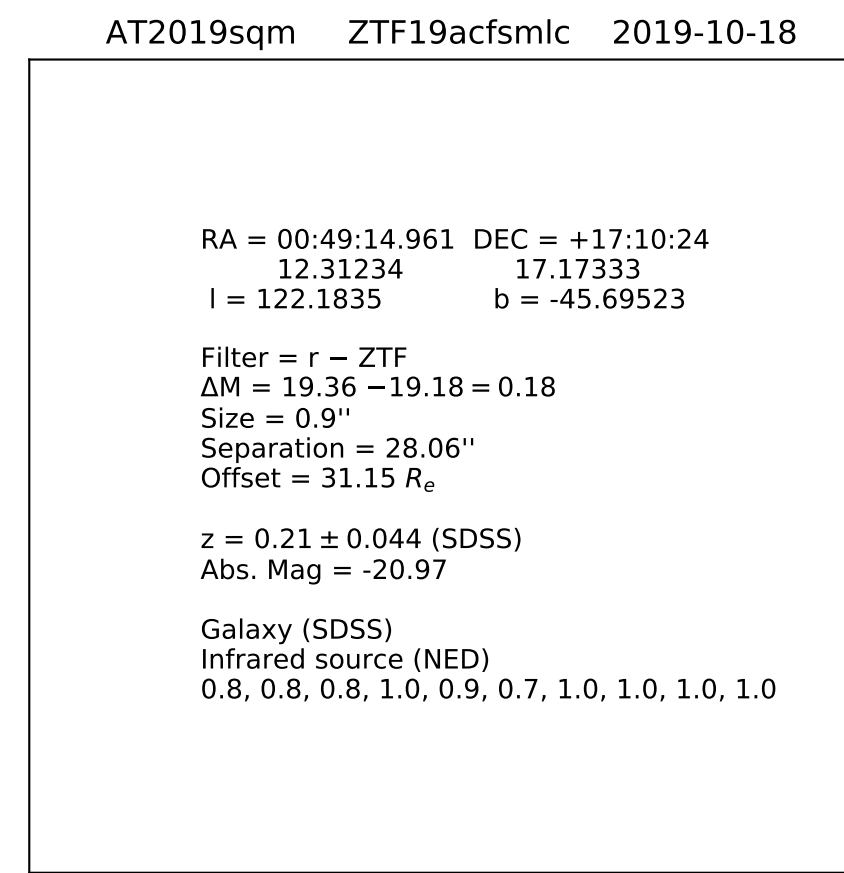 AT2019sqm ZTF19acfsmlc 2019-10-18
RA = 00:49:14.961 DEC = +17:10:24
12.31234 17.17333
l = 122.1835 b = -45.69523
Filter = r − ZTF
ΔM = 19.36 −19.18 = 0.18
Size = 0.9''
Separation = 28.06''
Offset = 31.15 Rₑ
z = 0.21 ± 0.044 (SDSS)
Abs. Mag = -20.97
Galaxy (SDSS)
Infrared source (NED)
0.8, 0.8, 0.8, 1.0, 0.9, 0.7, 1.0, 1.0, 1.0, 1.0